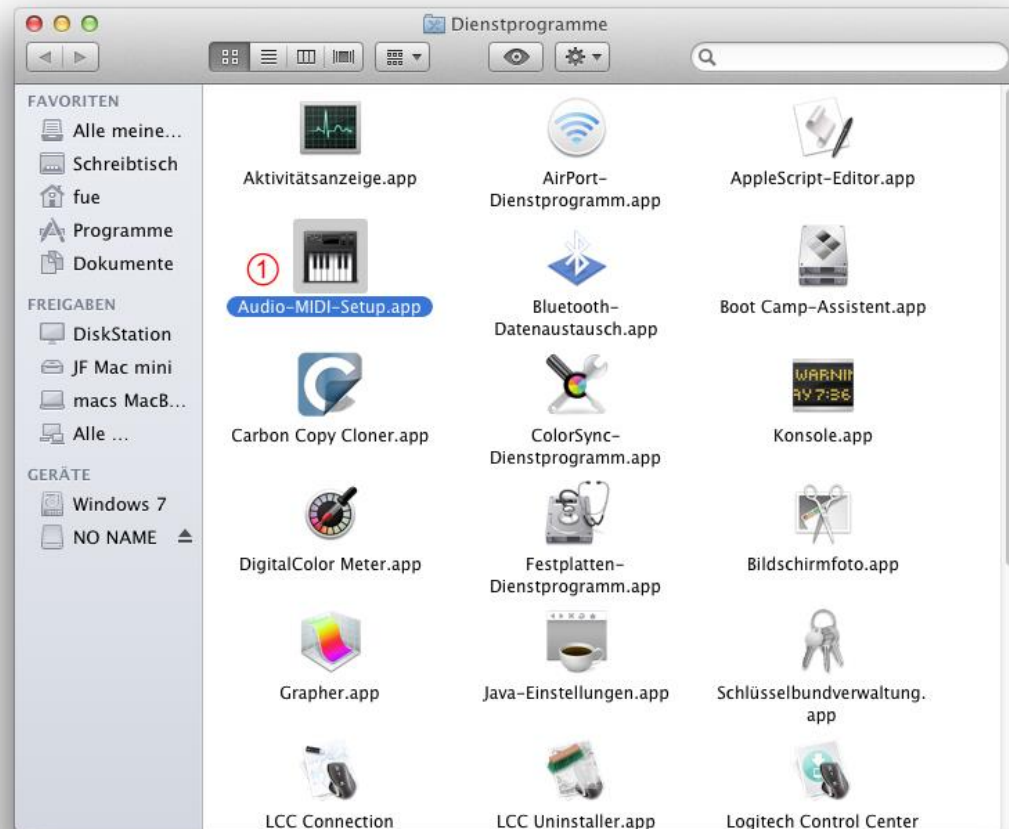 Dienstprogramme
FAVORITEN
Alle meine...
Schreibtisch
fue
Programme
Dokumente
FREIGABEN
DiskStation
JF Mac mini
macs MacB...
Alle ...
GERÄTE
Windows 7
NO NAME
Aktivitätsanzeige.app
AirPort-
Dienstprogramm.app
AppleScript-Editor.app
1
Audio-MIDI-Setup.app
Bluetooth-
Datenaustausch.app
Boot Camp-Assistent.app
WARNIN
AY 7:36
Carbon Copy Cloner.app
ColorSync-
Dienstprogramm.app
Konsole.app
DigitalColor Meter.app
Festplatten-
Dienstprogramm.app
Bildschirmfoto.app
Grapher.app
Java-Einstellungen.app
Schlüsselbundverwaltung.
app
LCC Connection
LCC Uninstaller.app
Logitech Control Center